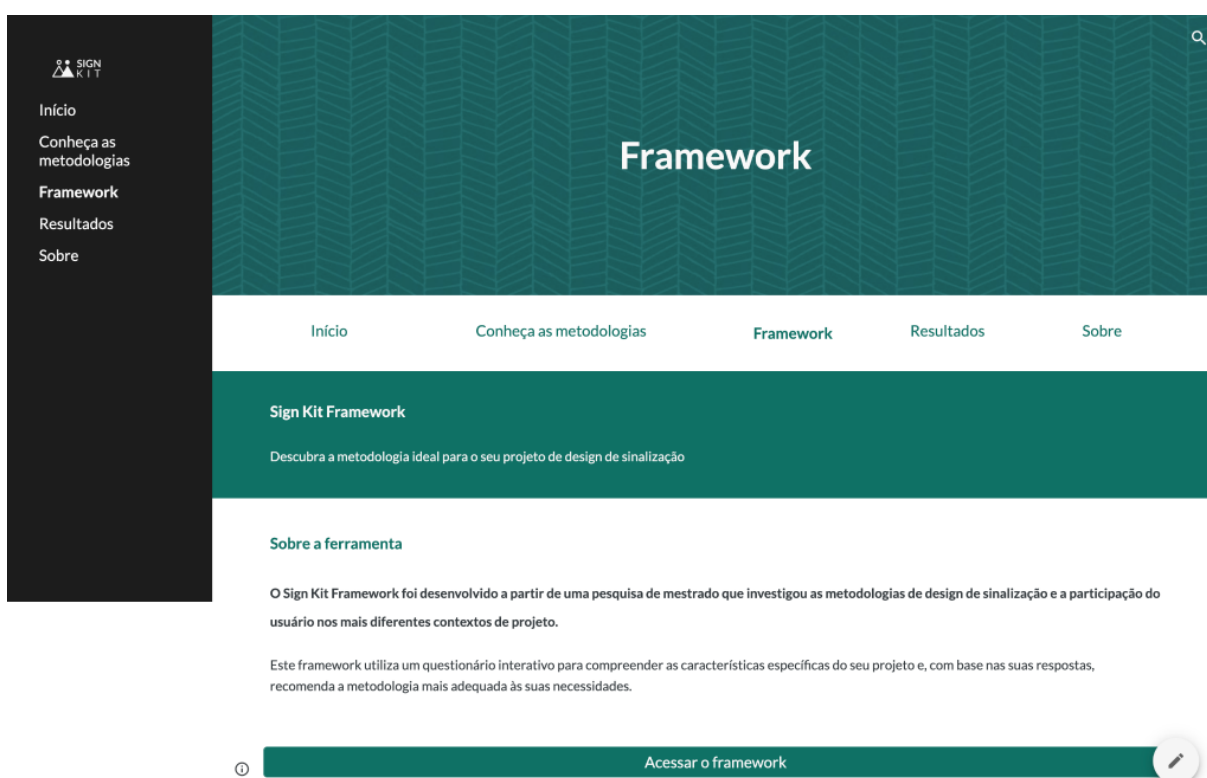 SIGN
KIT
Início
Conheça as
metodologias
Framework
Resultados
Sobre
Framework
Início Conheça as metodologias Framework Resultados Sobre
Sign Kit Framework
Descubra a metodologia ideal para o seu projeto de design de sinalização
Sobre a ferramenta
O Sign Kit Framework foi desenvolvido a partir de uma pesquisa de mestrado que investigou as metodologias de design de sinalização e a participação do
usuário nos mais diferentes contextos de projeto.
Este framework utiliza um questionário interativo para compreender as características específicas do seu projeto e, com base nas suas respostas,
recomenda a metodologia mais adequada às suas necessidades.
Acessar o framework